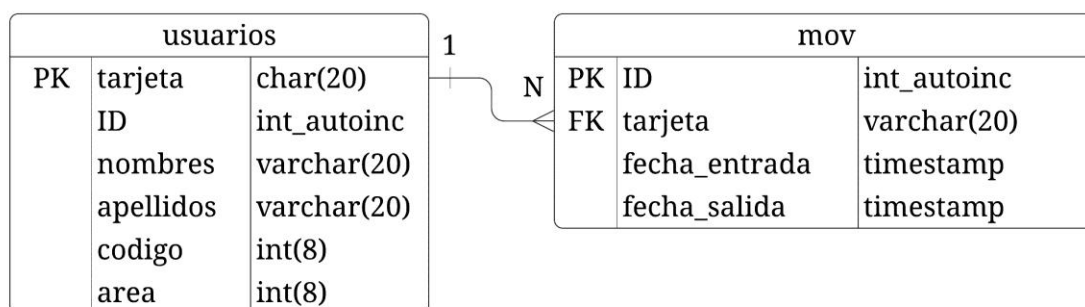 usuarios
PK tarjeta char(20)
ID int_autoinc
nombres varchar(20)
apellidos varchar(20)
codigo int(8)
area int(8)
1
N
mov
PK ID int_autoinc
FK tarjeta varchar(20)
fecha_entrada timestamp
fecha_salida timestamp